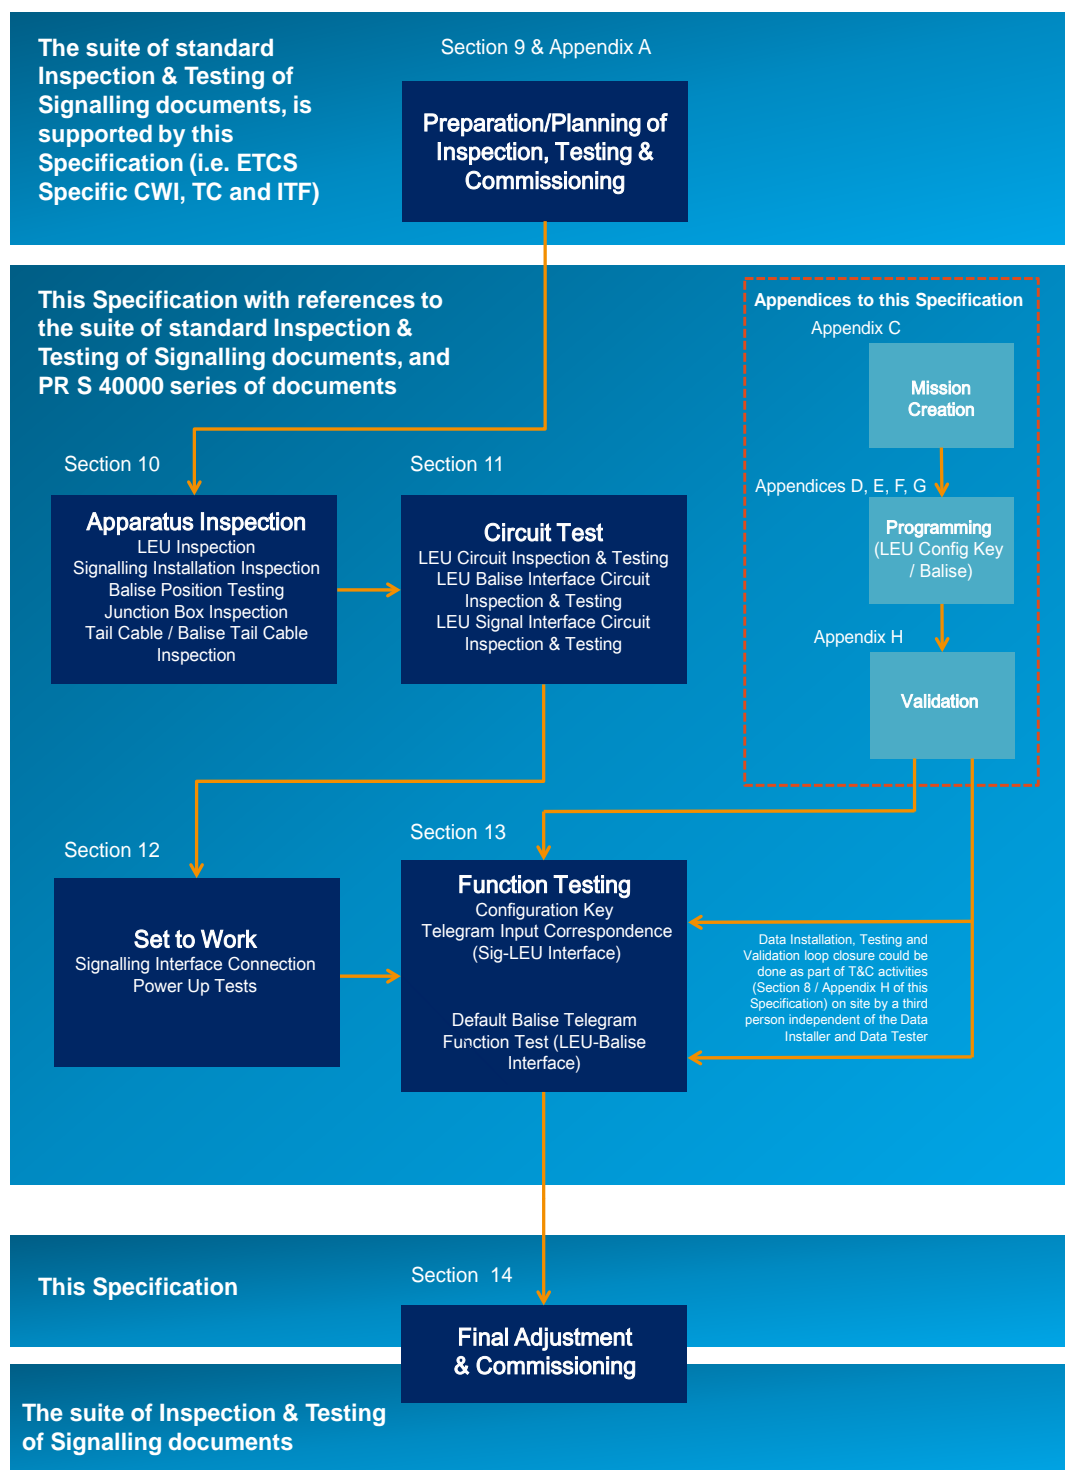 The suite of standard
Inspection & Testing of
Signalling documents, is
supported by this
Specification (i.e. ETCS
Specific CWI, TC and ITF)
Section 9 & Appendix A
Preparation/Planning of
Inspection, Testing &
Commissioning
This Specification with references to
the suite of standard Inspection &
Testing of Signalling documents, and
PR S 40000 series of documents
Appendices to this Specification
Appendix C
Mission
Creation
Appendices D, E, F, G
Programming
(LEU Config Key
/ Balise)
Appendix H
Validation
Section 10
Apparatus Inspection
LEU Inspection
Signalling Installation Inspection
Balise Position Testing
Junction Box Inspection
Tail Cable / Balise Tail Cable
Inspection
Section 11
Circuit Test
LEU Circuit Inspection & Testing
LEU Balise Interface Circuit
Inspection & Testing
LEU Signal Interface Circuit
Inspection & Testing
Section 12
Set to Work
Signalling Interface Connection
Power Up Tests
Section 13
Function Testing
Configuration Key
Telegram Input Correspondence
(Sig-LEU Interface)
Default Balise Telegram
Function Test (LEU-Balise
Interface)
Data Installation, Testing and
Validation loop closure could be
done as part of T&C activities
(Section 8 / Appendix H of this
Specification) on site by a third
person independent of the Data
Installer and Data Tester
This Specification
Section 14
Final Adjustment
& Commissioning
The suite of Inspection & Testing
of Signalling documents